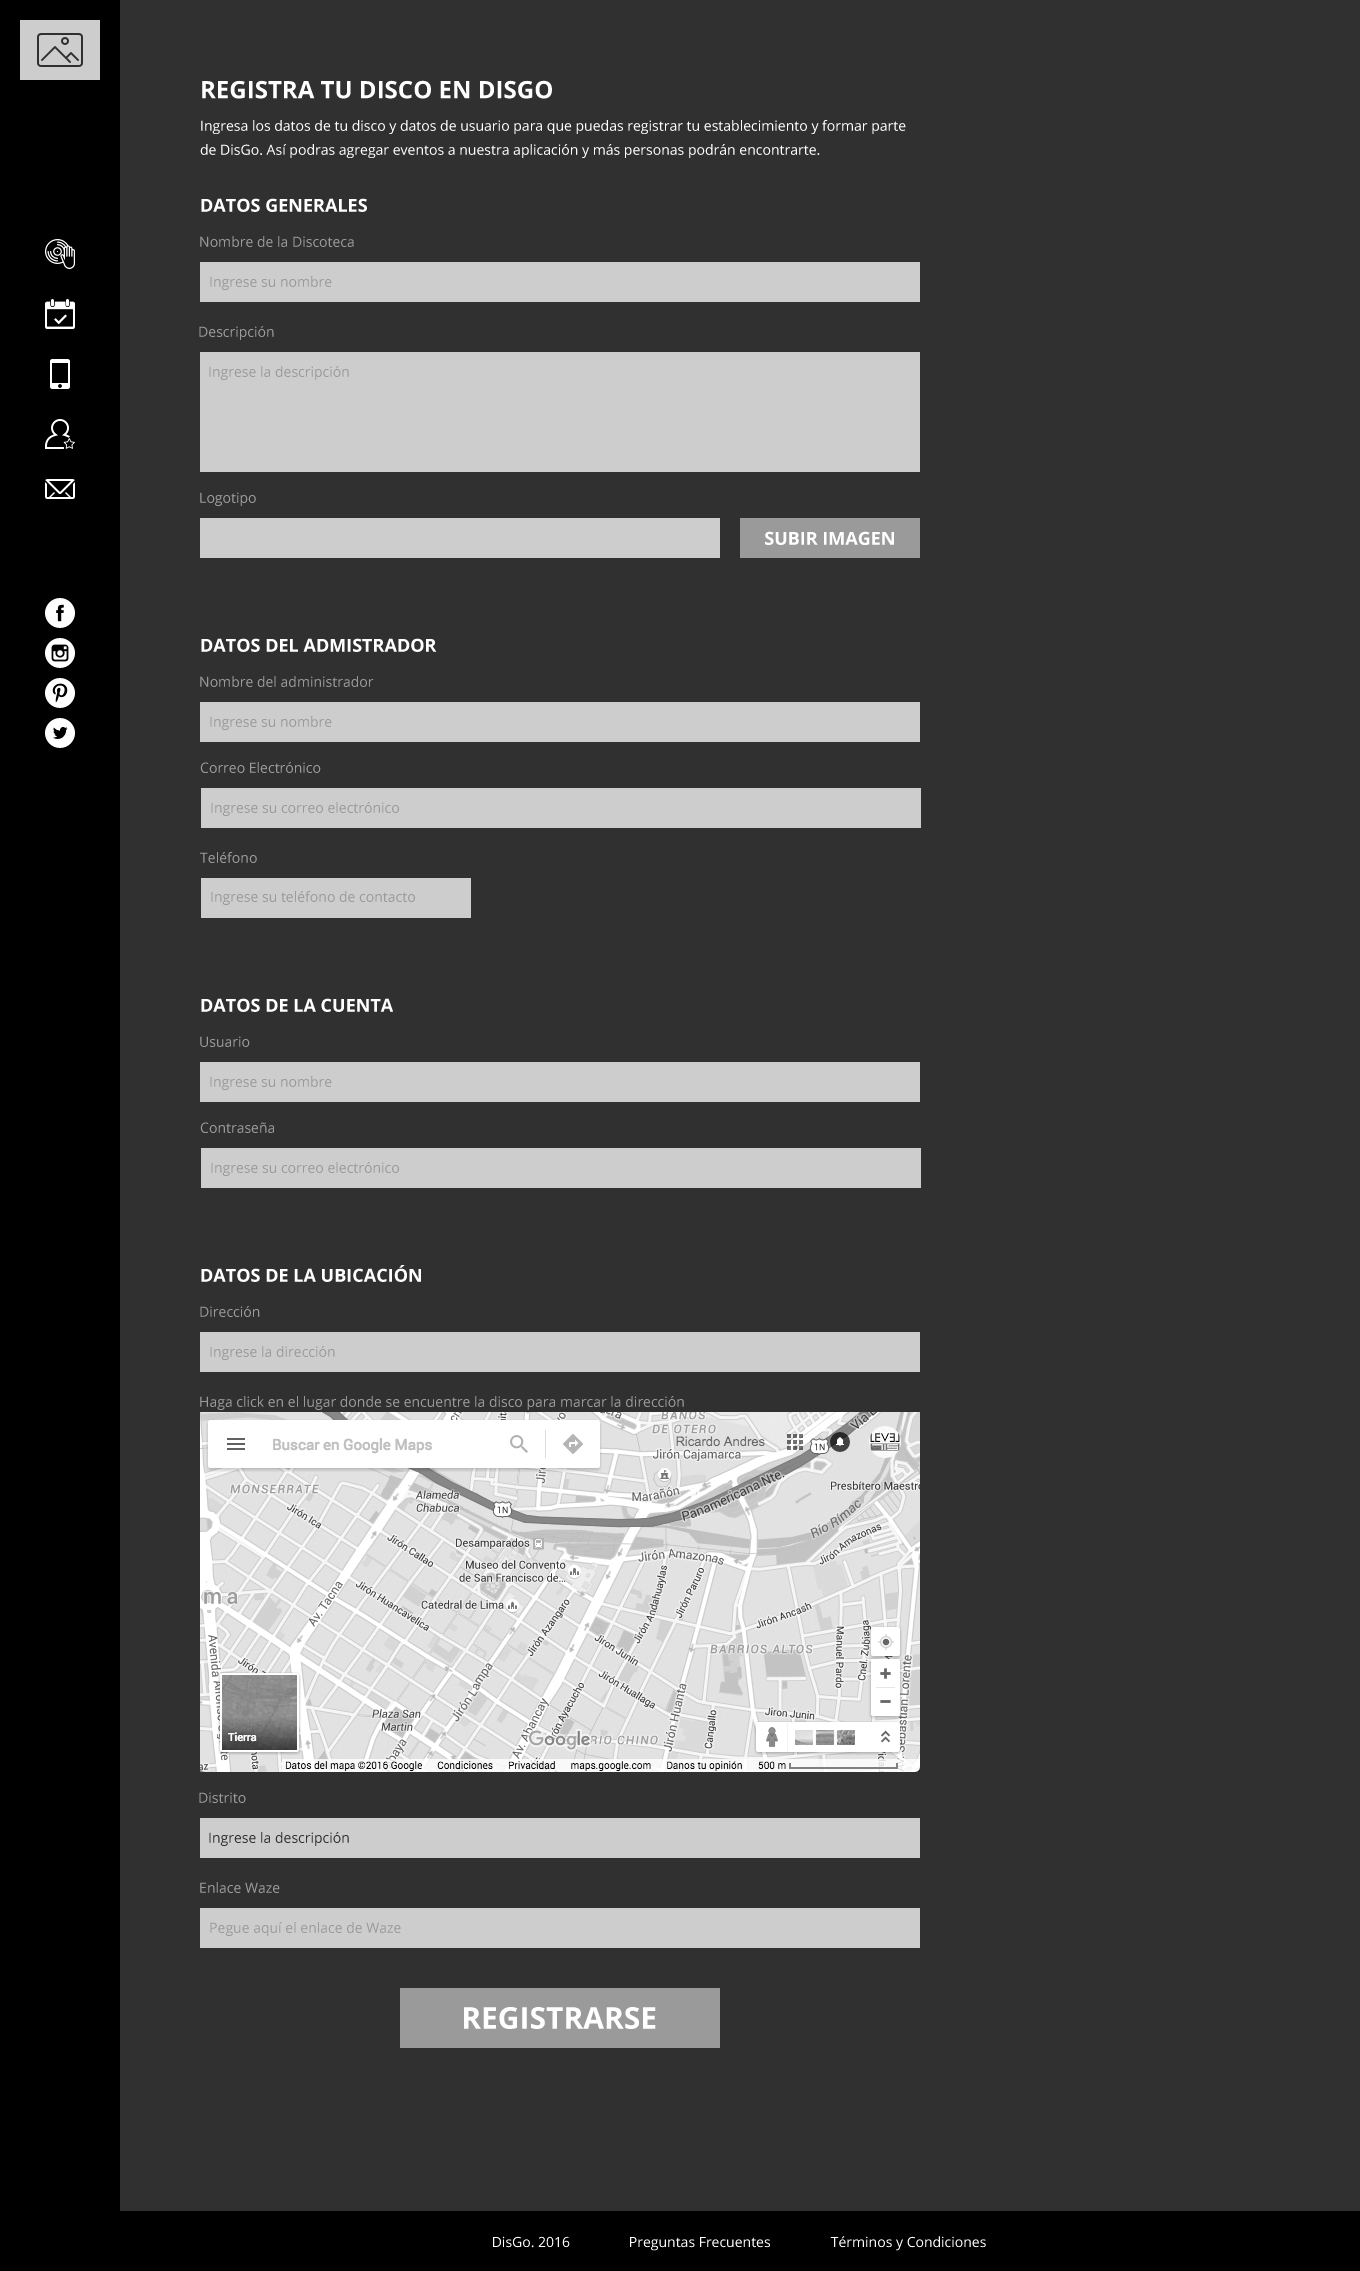 REGISTRA TU DISCO EN DISGO
Ingresa los datos de tu disco y datos de usuario para que puedas registrar tu establecimiento y formar parte
de DisGo. Así podras agregar eventos a nuestra aplicación y más personas podrán encontrarte.
DATOS GENERALES
Nombre de la Discoteca
Ingrese su nombre
Descripción
Ingrese la descripción
Logotipo
SUBIR IMAGEN
DATOS DEL ADMISTRADOR
Nombre del administrador
Ingrese su nombre
Correo Electrónico
Ingrese su correo electrónico
Teléfono
Ingrese su teléfono de contacto
DATOS DE LA CUENTA
Usuario
Ingrese su nombre
Contraseña
Ingrese su correo electrónico
DATOS DE LA UBICACIÓN
Dirección
Ingrese la dirección
Haga click en el lugar donde se encuentre la disco para marcar la dirección
BAÑOS
DE OTERO
Buscar en Google Maps
Ricardo Andres
1N
LEVEL
Jirón Cajamarca
MONSERRATE
Alameda
Chabuca
1N
Marañón
Panamericana Nte.
Presbítero Maestro
Río Rímac
Jirón Ica
Jirón Callao
Desamparados
Jirón Amazonas
Jirón Amazonas
Museo del Convento
de San Francisco de...
Jirón Huancavelica
Av. Tacna
Catedral de Lima
Jirón Azangaro
Jirón Andahuaylas
Jirón Paruro
Jirón Ancash
ma
Jiron Junin
BARRIOS ALTOS
Manuel Pardo
Cnel. Zubiaga
Jirón Lampa
Jirón Huallaga
Jirón Ayacucho
Jirón Huanta
Cangallo
Plaza San
Martin
Av. Abancay
Jiron Junin
Sebastian Lorente
Tierra
Google
BARRIO CHINO
Datos del mapa ©2016 Google
Condiciones
Privacidad
maps.google.com
Danos tu opinión
500 m
Distrito
Ingrese la descripción
Enlace Waze
Pegue aquí el enlace de Waze
REGISTRARSE
DisGo. 2016
Preguntas Frecuentes
Términos y Condiciones